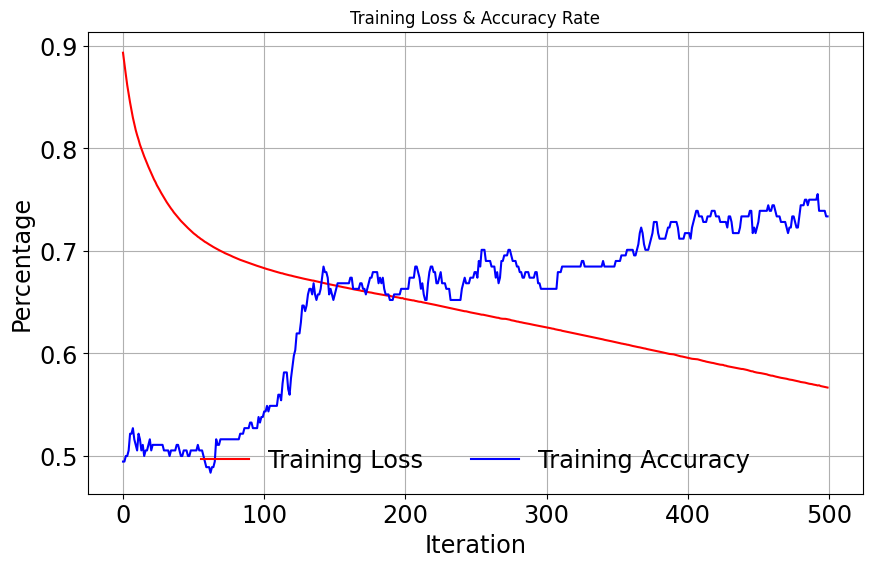 Training Loss & Accuracy Rate
Percentage
0.9
0.8
0.7
0.6
0.5
Training Loss
Training Accuracy
0 100 200 300 400 500
Iteration